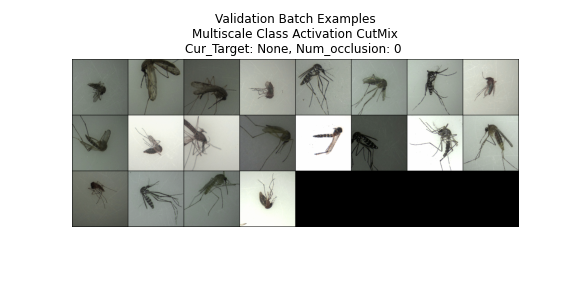 Validation Batch Examples
Multiscale Class Activation CutMix
Cur_Target: None, Num_occlusion: 0